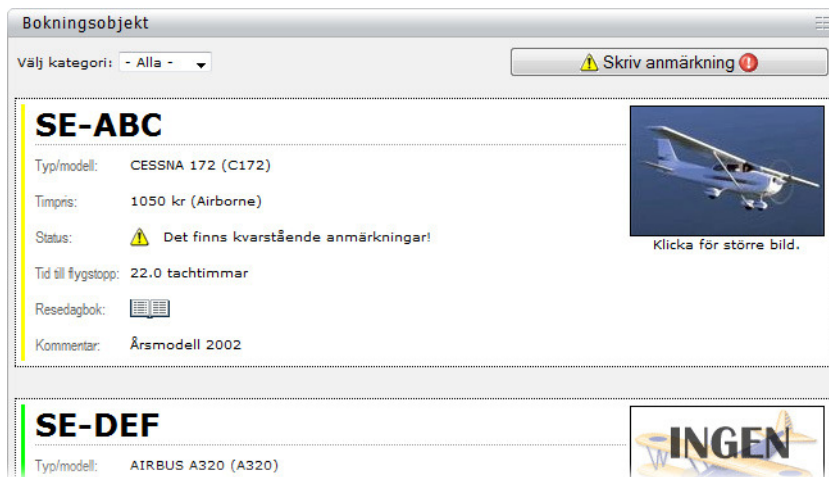 Bokningsobjekt
Välj kategori: - Alla -
Skriv anmärkning
SE-ABC
Typ/modell: CESSNA 172 (C172)
Timpris: 1050 kr (Airborne)
Status: Det finns kvarstående anmärkningar!
Klicka för större bild.
Tid till flygstopp: 22.0 tachtimmar
Resedagbok:
Kommentar: Årsmodell 2002
SE-DEF
INGEN
Typ/modell: AIRBUS A320 (A320)